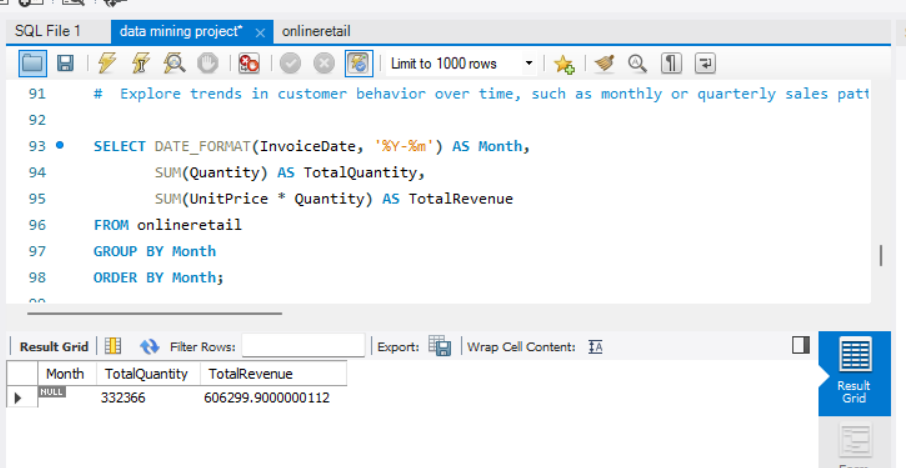 SQL File 1 data mining project* × onlineretail
Limit to 1000 rows
91 # Explore trends in customer behavior over time, such as monthly or quarterly sales patt
92
93 SELECT DATE_FORMAT(InvoiceDate, '%Y-%m') AS Month,
94 SUM(Quantity) AS TotalQuantity,
95 SUM(UnitPrice * Quantity) AS TotalRevenue
96 FROM onlineretail
97 GROUP BY Month
98 ORDER BY Month;
Result Grid Filter Rows: Export: Wrap Cell Content: IA
Month TotalQuantity TotalRevenue
NULL 332366 606299.9000000112
Result
Grid